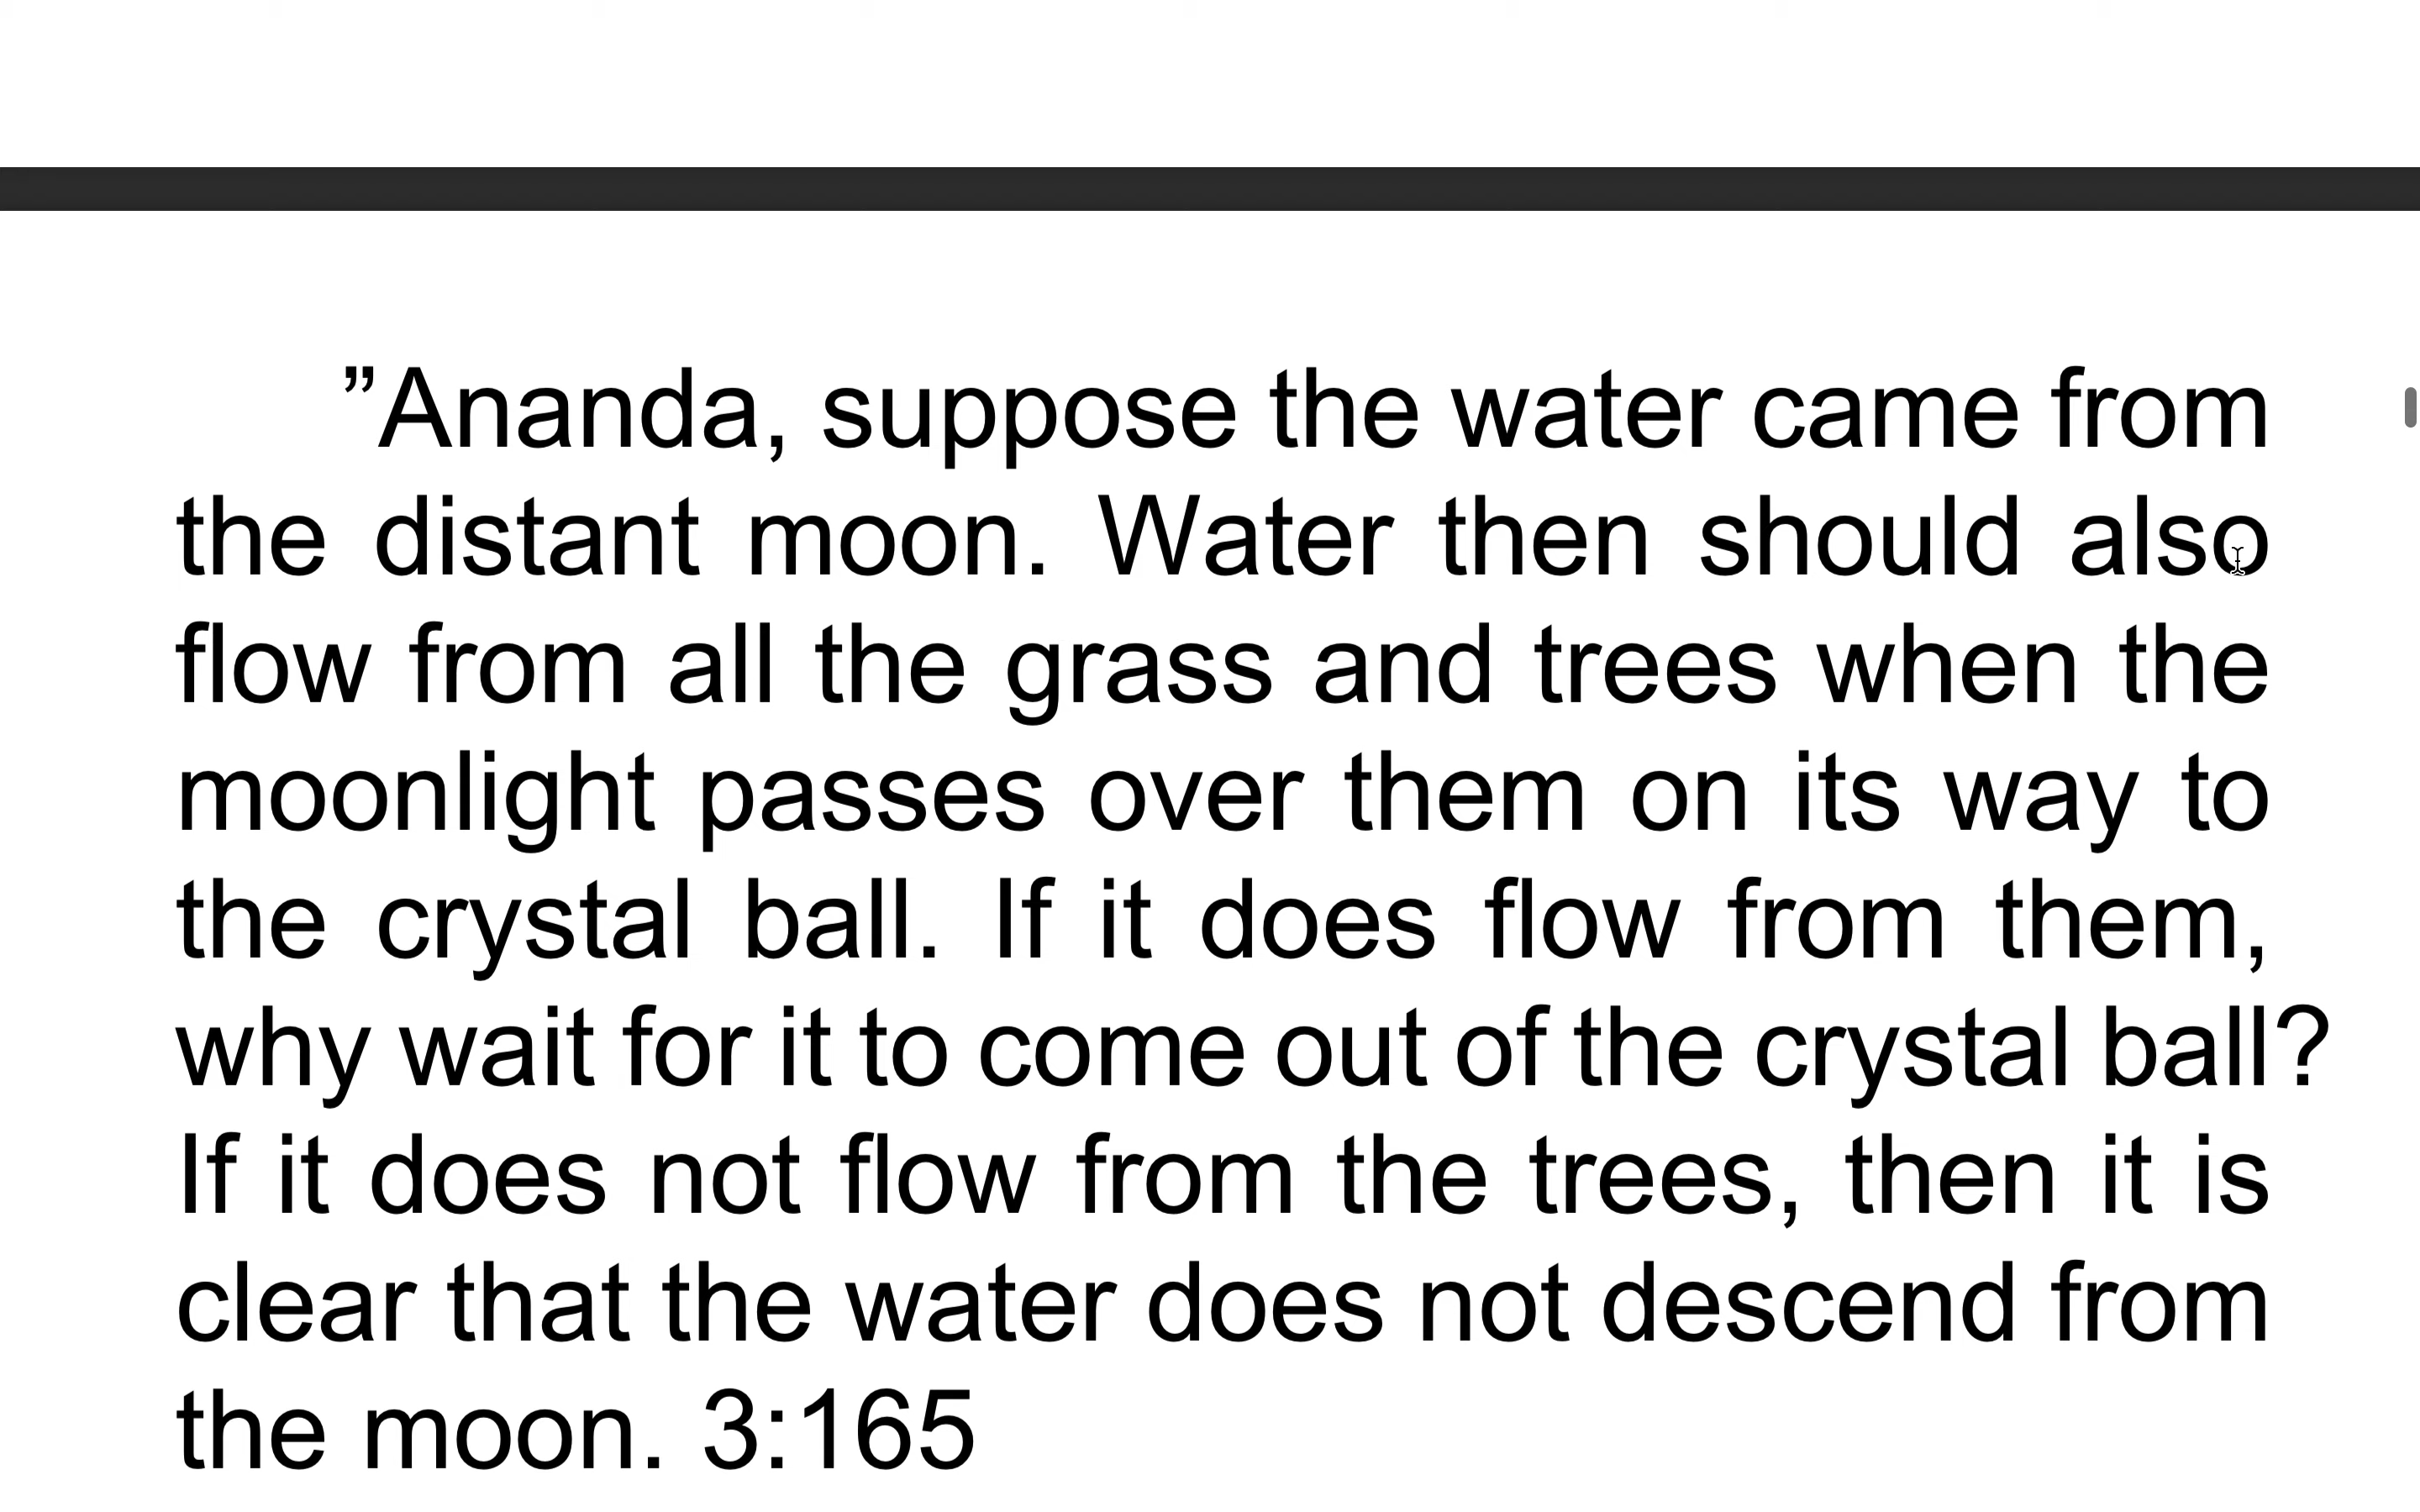 ”Ananda, suppose the water came from
the distant moon. Water then should also
flow from all the grass and trees when the
moonlight passes over them on its way to
the crystal ball. If it does flow from them,
why wait for it to come out of the crystal ball?
If it does not flow from the trees, then it is
clear that the water does not descend from
the moon. 3:165